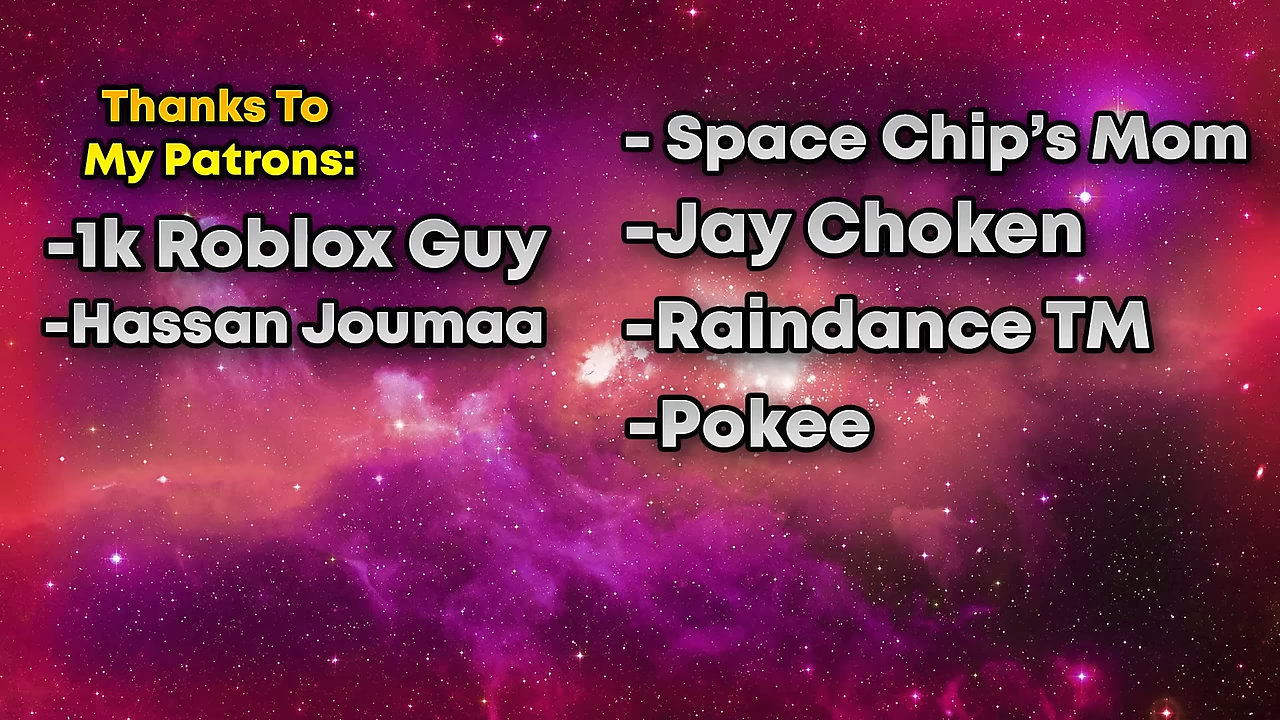 Thanks To
My Patrons:
-1k Roblox Guy
-Hassan Joumaa
- Space Chip’s Mom
-Jay Choken
-Raindance TM
-Pokee